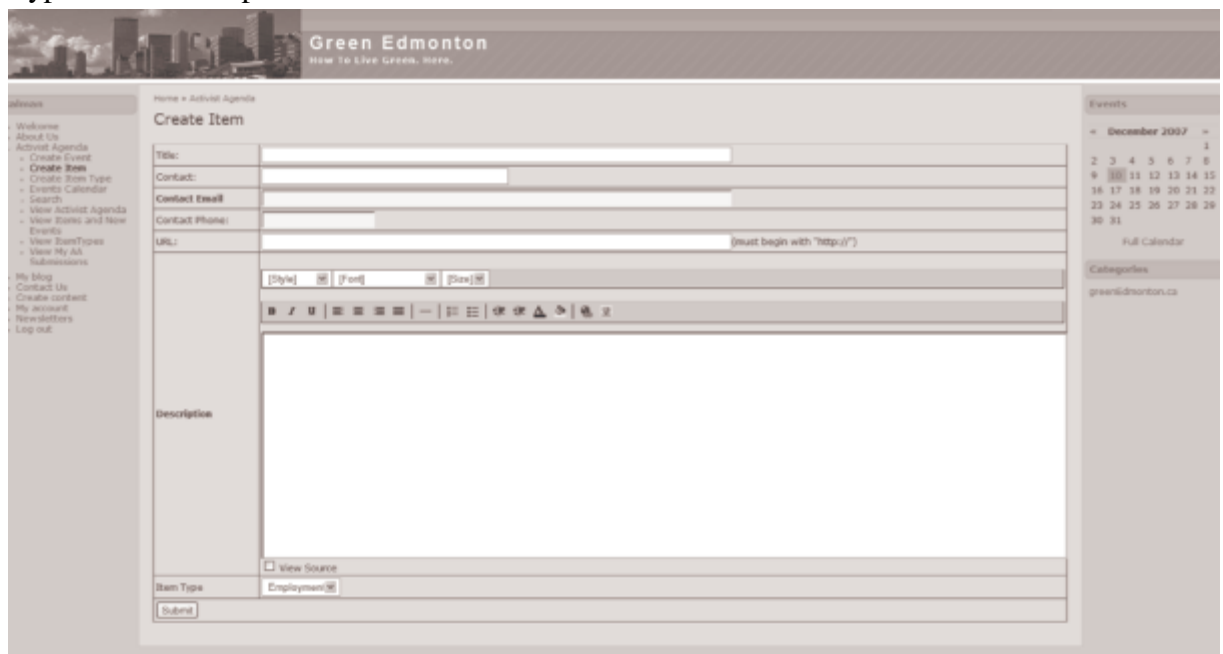 Green Edmonton
How To Live Green. Here.
Home » Activist Agenda
Create Item
Welcome
About Us
Activist Agenda
Create Event
Create Item
Create Item Type
Events Calendar
Search
View Activist Agenda
View Items and New
Events
View ItemTypes
View My AA
Submissions
My blog
Contact Us
Create content
My account
Newsletters
Log out
Title:
Contact:
Contact Email
Contact Phone:
URL: (must begin with "http://")
[Style] [Font] [Size]
B I U
Description
View Source
Item Type Employment
Submit
Events
« December 2007 »
1
2 3 4 5 6 7 8
9 10 11 12 13 14 15
16 17 18 19 20 21 22
23 24 25 26 27 28 29
30 31
Full Calendar
Categories
greenEdmonton.ca